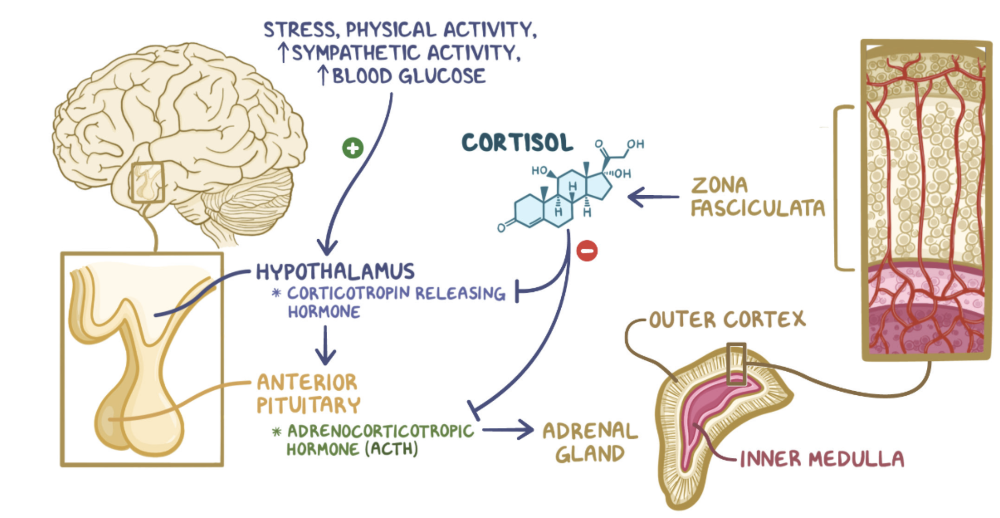 STRESS, PHYSICAL ACTIVITY,
↑SYMPATHETIC ACTIVITY,
↑BLOOD GLUCOSE
+
CORTISOL
O
OH
HO
OH
H
H
H
O
ZONA
FASCICULATA
−
HYPOTHALAMUS
* CORTICOTROPIN RELEASING
HORMONE
OUTER CORTEX
ANTERIOR
PITUITARY
* ADRENOCORTICOTROPIC
HORMONE (ACTH)
ADRENAL
GLAND
INNER MEDULLA